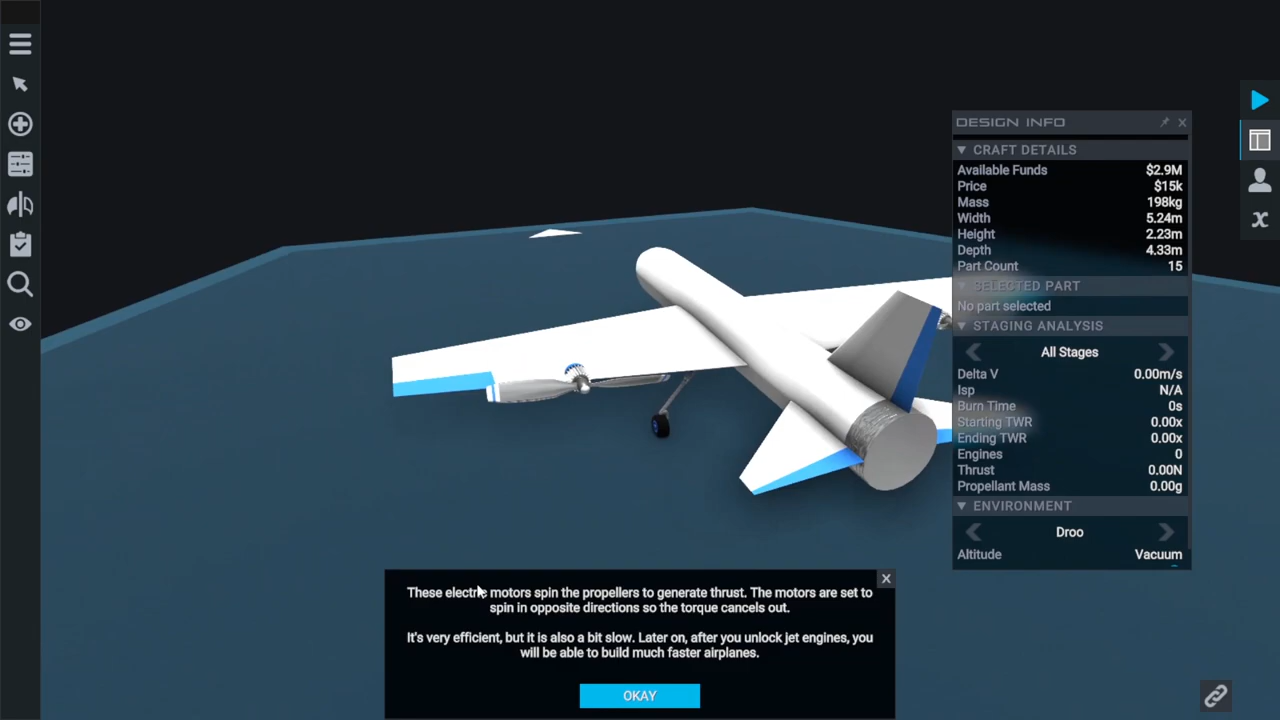 DESIGN INFO
CRAFT DETAILS
Available Funds $2.9M
Price $15k
Mass 198kg
Width 5.24m
Height 2.23m
Depth 4.33m
Part Count 15
SELECTED PART
No part selected
STAGING ANALYSIS
All Stages
Delta V 0.00m/s
Isp N/A
Burn Time 0s
Starting TWR 0.00x
Ending TWR 0.00x
Engines 0
Thrust 0.00N
Propellant Mass 0.00g
ENVIRONMENT
Droo
Altitude Vacuum
These electric motors spin the propellers to generate thrust. The motors are set to
spin in opposite directions so the torque cancels out.
It's very efficient, but it is also a bit slow. Later on, after you unlock jet engines, you
will be able to build much faster airplanes.
OKAY